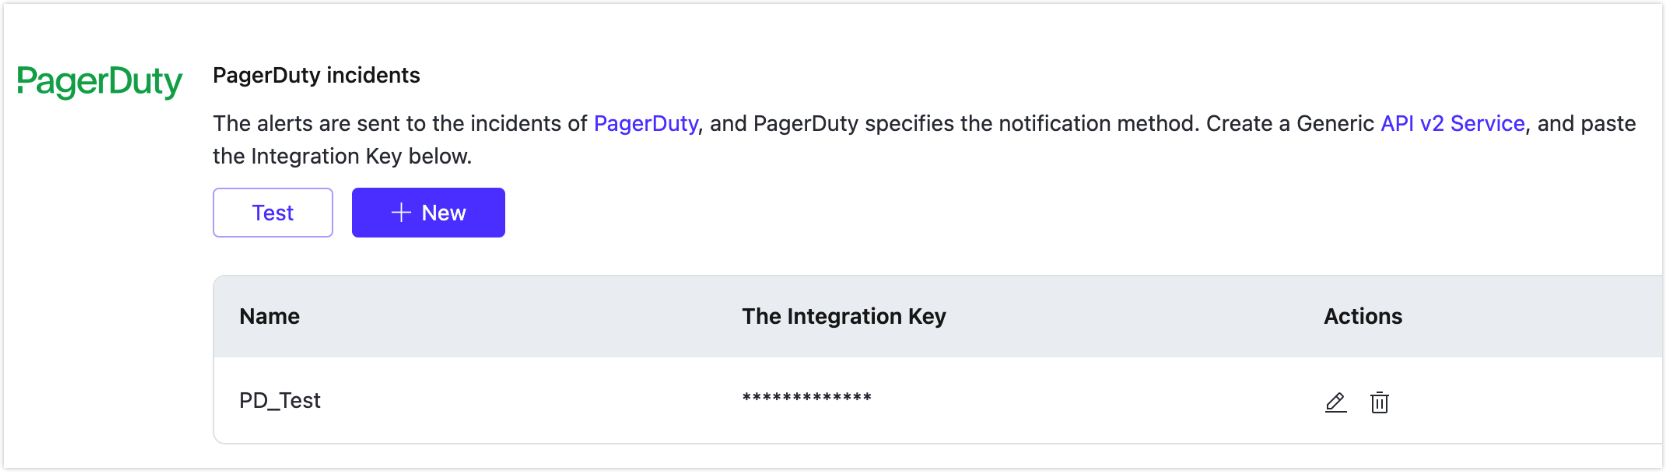 PagerDuty
PagerDuty incidents
The alerts are sent to the incidents of PagerDuty, and PagerDuty specifies the notification method. Create a Generic API v2 Service, and paste
the Integration Key below.
Test
+ New
Name The Integration Key Actions
PD_Test *************